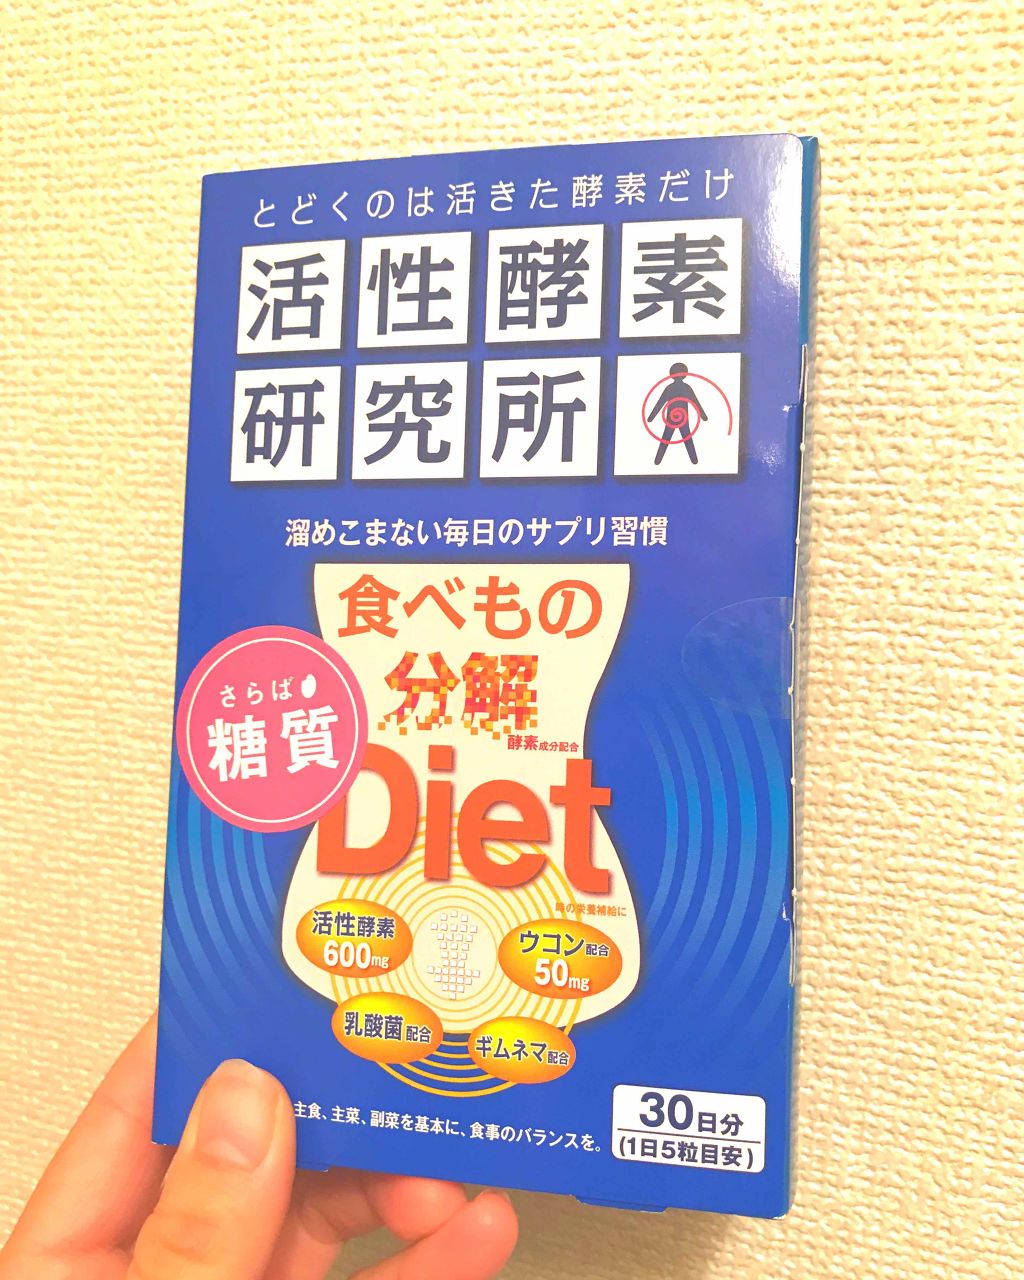 とどくのは活きた酵素だけ
活性酵素
研究所
溜めこまない毎日のサプリ習慣
食べもの
分解
酵素成分配合
さらば
糖質
Diet
時の栄養補給に
活性酵素
600mg
ウコン配合
50mg
乳酸菌配合
ギムネマ配合
主食、主菜、副菜を基本に、食事のバランスを。
30日分
(1日5粒目安)